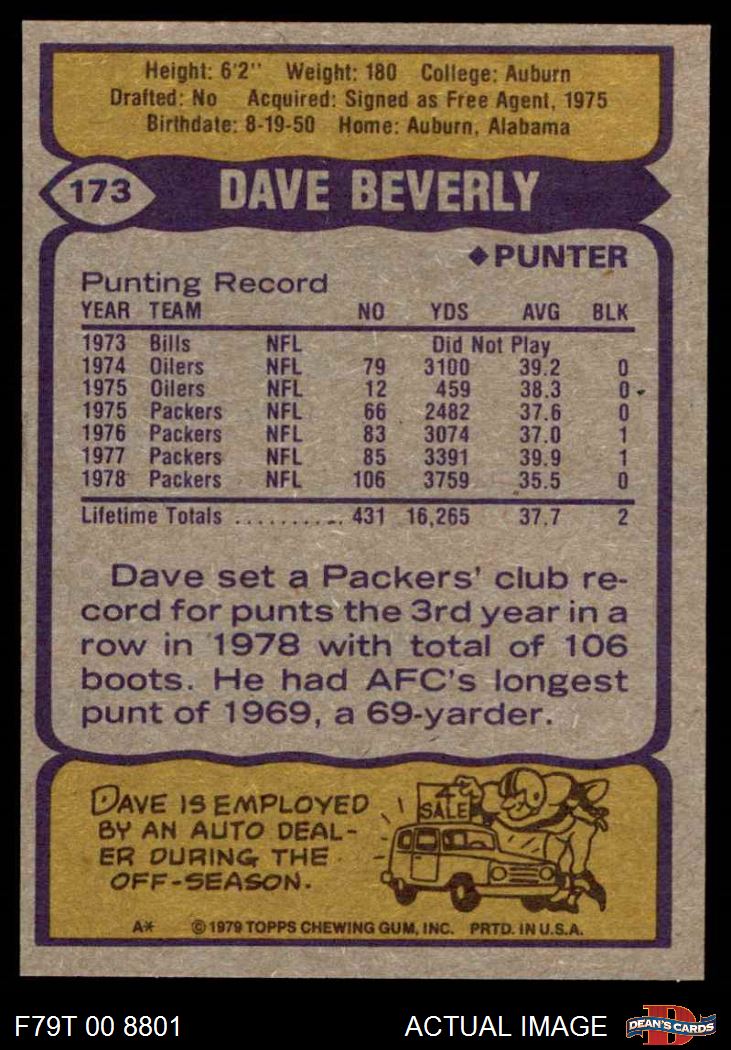 Height: 6'2" Weight: 180 College: Auburn
Drafted: No Acquired: Signed as Free Agent, 1975
Birthdate: 8-19-50 Home: Auburn, Alabama
173 DAVE BEVERLY
◆PUNTER
Punting Record
YEAR TEAM NO YDS AVG BLK
1973 Bills NFL Did Not Play
1974 Oilers NFL 79 3100 39.2 0
1975 Oilers NFL 12 459 38.3 0
1975 Packers NFL 66 2482 37.6 0
1976 Packers NFL 83 3074 37.0 1
1977 Packers NFL 85 3391 39.9 1
1978 Packers NFL 106 3759 35.5 0
Lifetime Totals .......... 431 16,265 37.7 2
Dave set a Packers' club re-
cord for punts the 3rd year in a
row in 1978 with total of 106
boots. He had AFC's longest
punt of 1969, a 69-yarder.
DAVE IS EMPLOYED
BY AN AUTO DEAL-
ER DURING THE
OFF-SEASON.
SALE
A* © 1979 TOPPS CHEWING GUM, INC. PRTD. IN U.S.A.
F79T 00 8801 ACTUAL IMAGE D DEAN'S CARDS